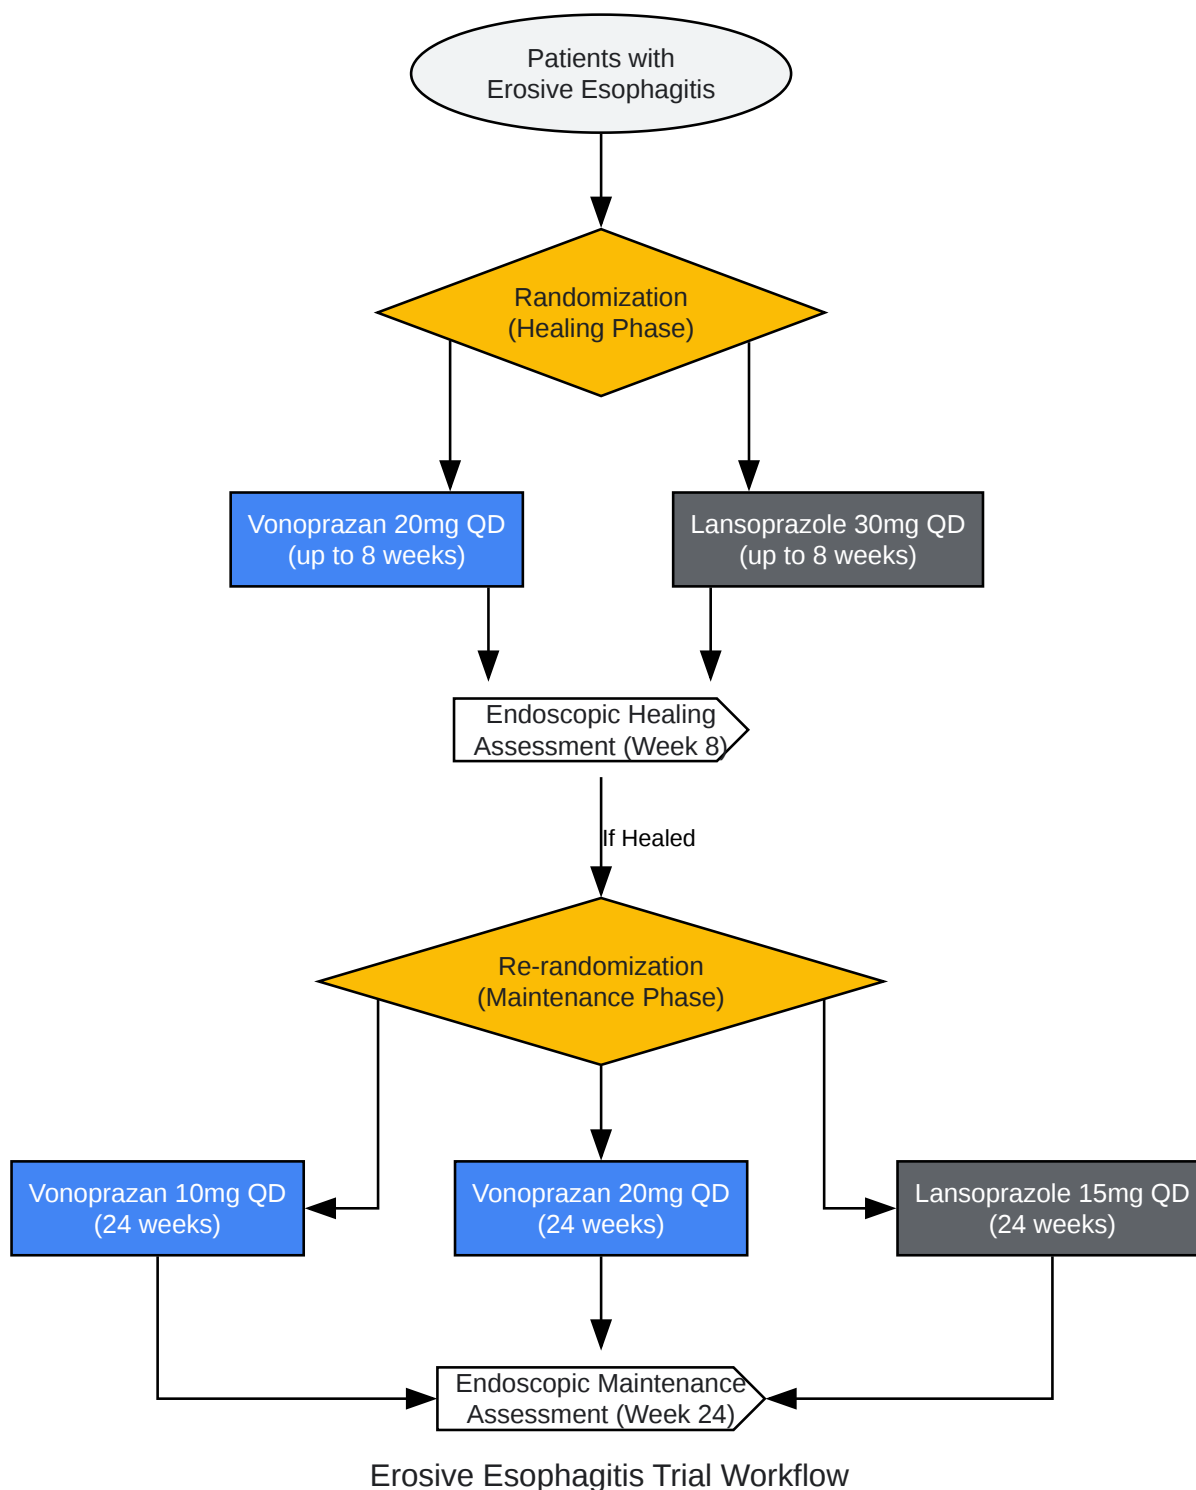 Patients with
Erosive Esophagitis
Randomization
(Healing Phase)
Vonoprazan 20mg QD
(up to 8 weeks)
Lansoprazole 30mg QD
(up to 8 weeks)
Endoscopic Healing
Assessment (Week 8)
If Healed
Re-randomization
(Maintenance Phase)
Vonoprazan 10mg QD
(24 weeks)
Vonoprazan 20mg QD
(24 weeks)
Lansoprazole 15mg QD
(24 weeks)
Endoscopic Maintenance
Assessment (Week 24)
Erosive Esophagitis Trial Workflow